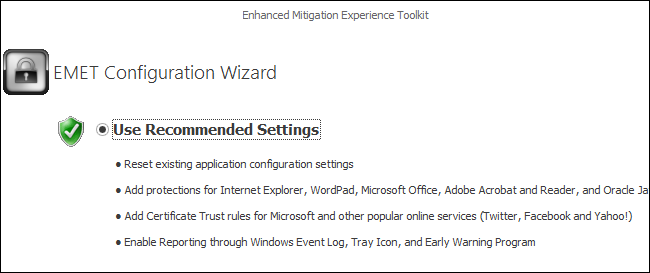 Enhanced Mitigation Experience Toolkit
EMET Configuration Wizard
Use Recommended Settings
● Reset existing application configuration settings
● Add protections for Internet Explorer, WordPad, Microsoft Office, Adobe Acrobat and Reader, and Oracle Ja
● Add Certificate Trust rules for Microsoft and other popular online services (Twitter, Facebook and Yahoo!)
● Enable Reporting through Windows Event Log, Tray Icon, and Early Warning Program